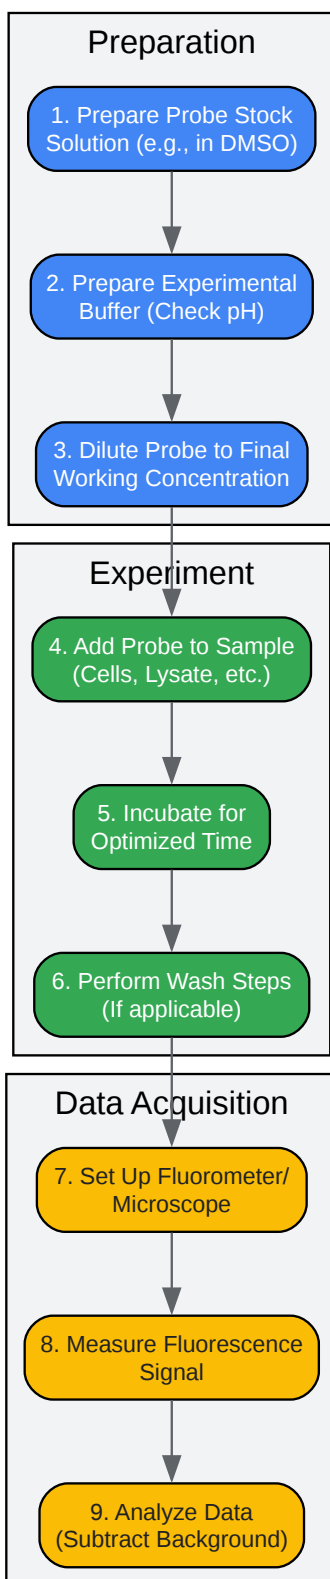 Preparation
1. Prepare Probe Stock
Solution (e.g., in DMSO)
2. Prepare Experimental
Buffer (Check pH)
3. Dilute Probe to Final
Working Concentration
Experiment
4. Add Probe to Sample
(Cells, Lysate, etc.)
5. Incubate for
Optimized Time
6. Perform Wash Steps
(If applicable)
Data Acquisition
7. Set Up Fluorometer/
Microscope
8. Measure Fluorescence
Signal
9. Analyze Data
(Subtract Background)